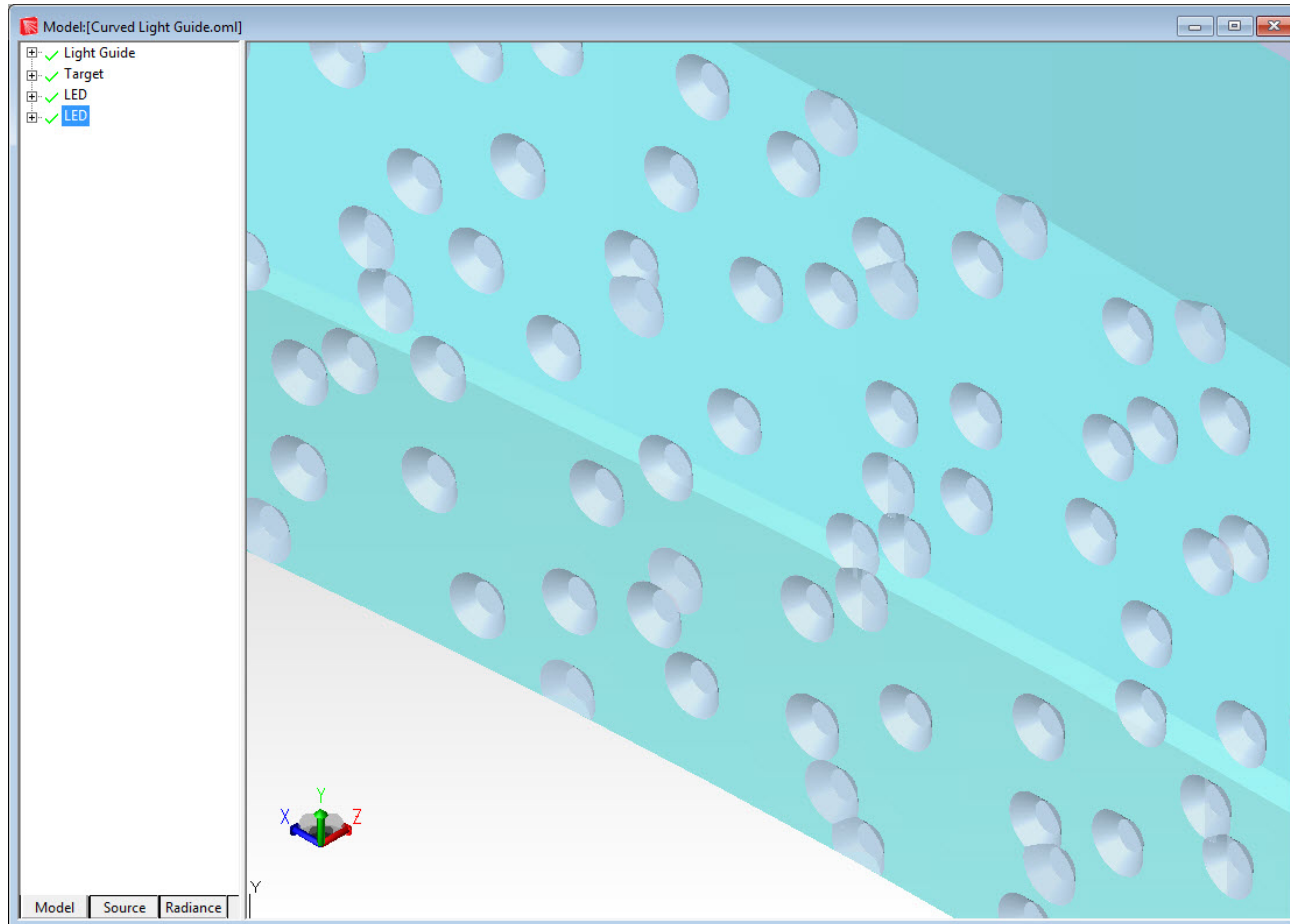 Model:[Curved Light Guide.oml]
Light Guide
Target
LED
LED
Y
X Z
Y
Model Source Radiance